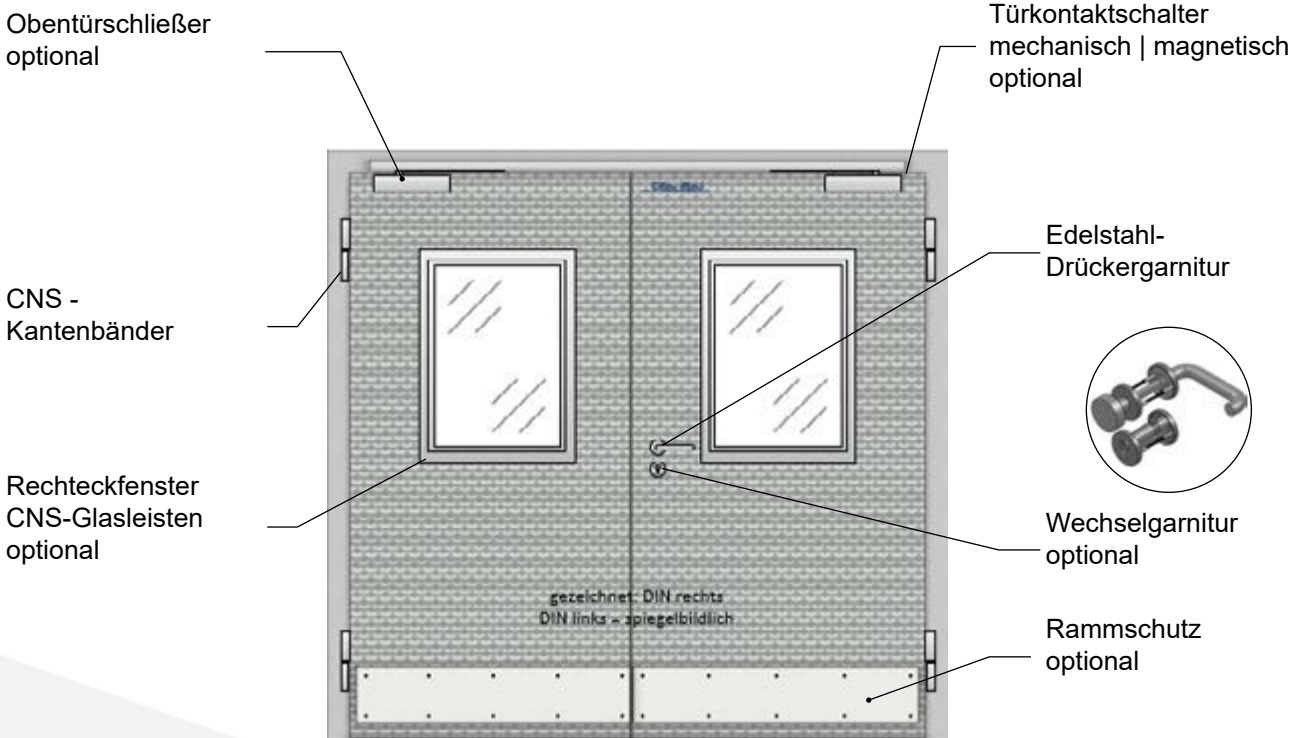 Obentürschließer
optional
Türkontaktschalter
mechanisch | magnetisch
optional
CNS -
Kantenbänder
Edelstahl-
Drückergarnitur
Rechteckfenster
CNS-Glasleisten
optional
Wechselgarnitur
optional
gezeichnet: DIN rechts
DIN links – spiegelbildlich
Rammschutz
optional